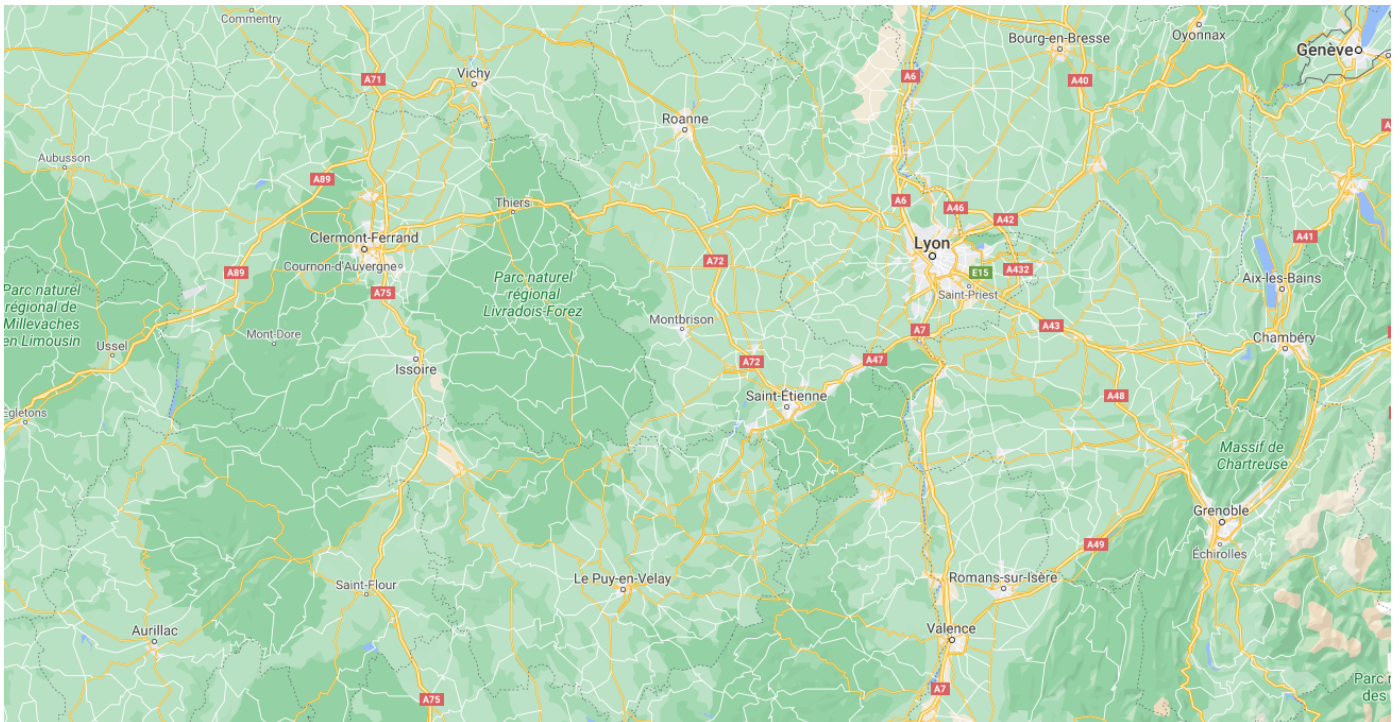 Commentry
Oyonnax
Bourg-en-Bresse
Genève
A71
Vichy
A6
A40
Roanne
Aubusson
A89
Thiers
A6
A46
A42
Clermont-Ferrand
Lyon
A41
Cournon-d'Auvergne
A89
A72
E15
A432
Aix-les-Bains
Parc naturel
régional de
Millevaches
en Limousin
A75
Parc naturel
régional
Livradois-Forez
Saint-Priest
Montbrison
A7
A43
Mont-Dore
Ussel
Chambéry
Issoire
A72
A47
Saint-Étienne
A48
Égletons
Massif de
Chartreuse
Grenoble
A49
Échirolles
Saint-Flour
Le Puy-en-Velay
Romans-sur-Isère
Aurillac
Valence
A75
A7
Parc
des